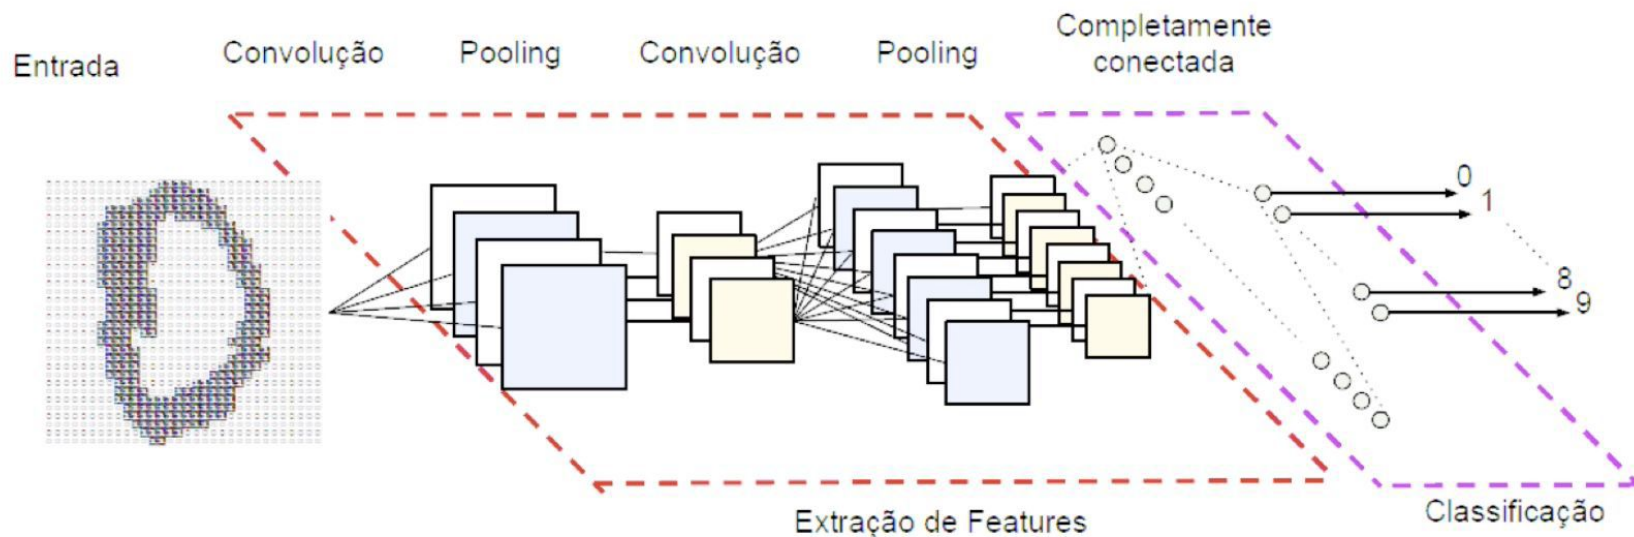 Entrada
Convolução
Pooling
Convolução
Pooling
Completamente
conectada
0
1
8
9
Extração de Features
Classificação